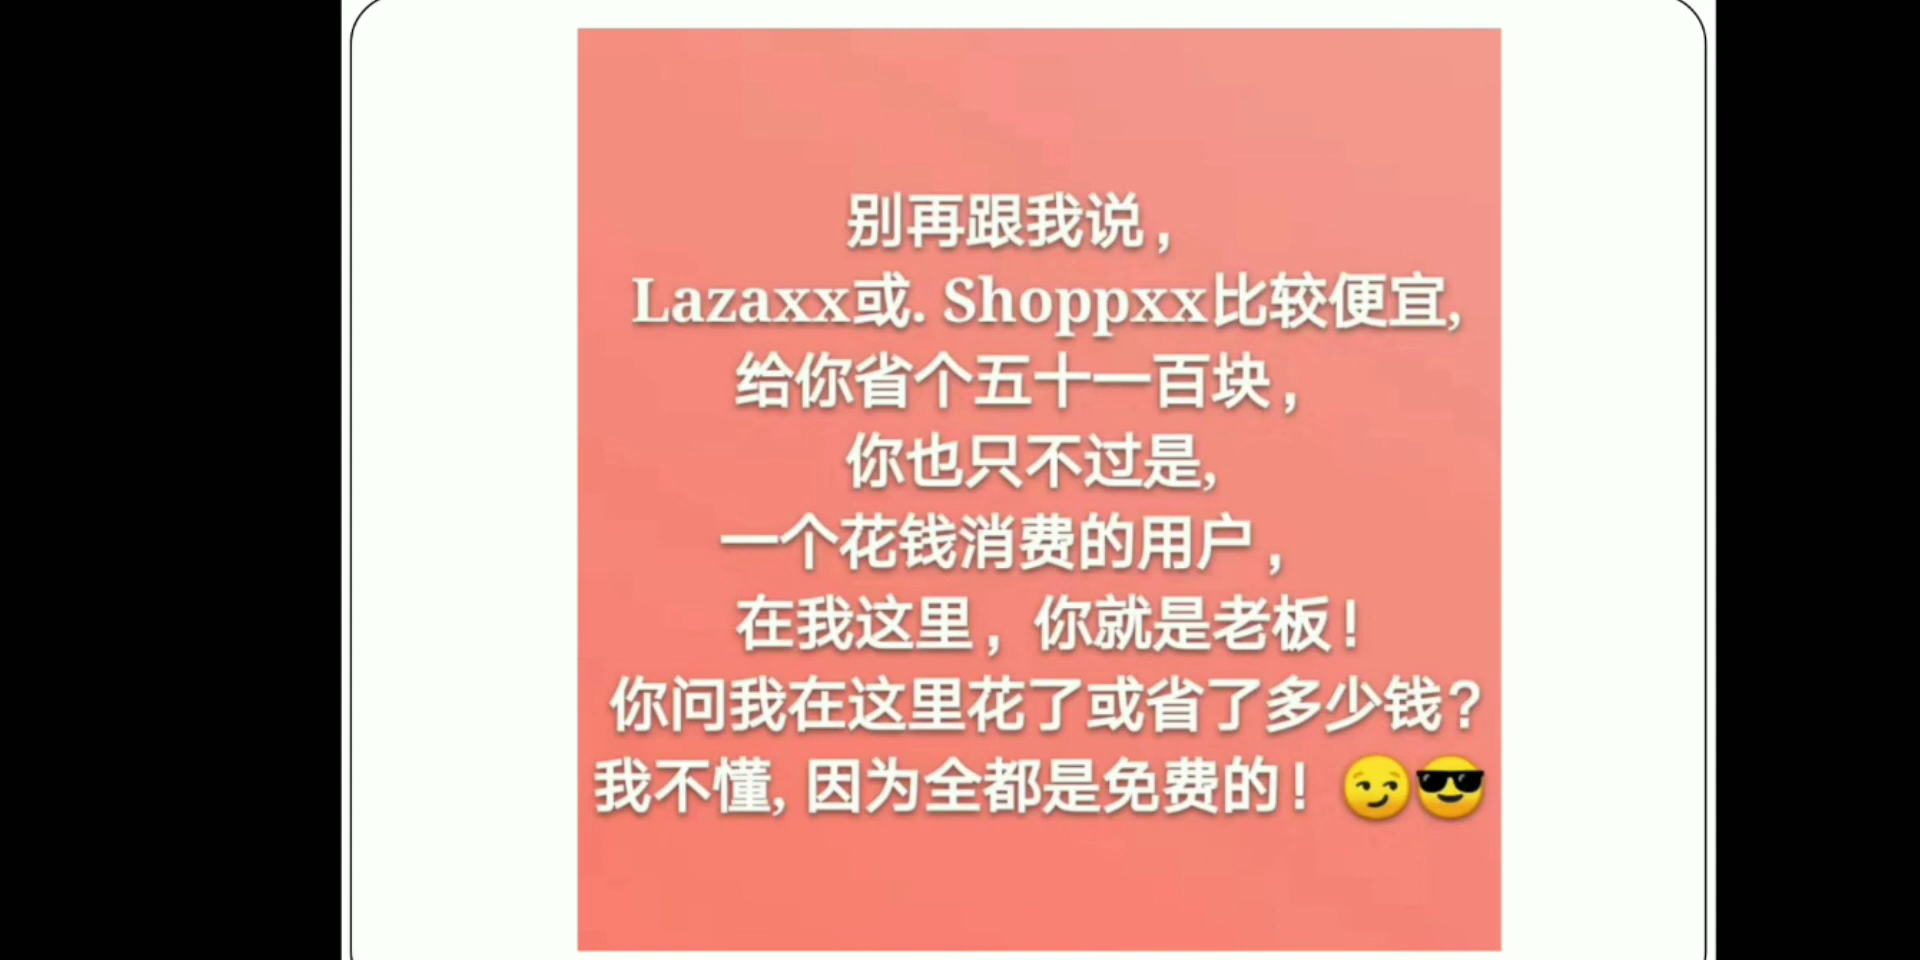 别再跟我说，
Lazaxx或. Shoppxx比较便宜,
给你省个五十一百块，
你也只不过是,
一个花钱消费的用户，
在我这里，你就是老板！
你问我在这里花了或省了多少钱？
我不懂, 因为全都是免费的！😏😎